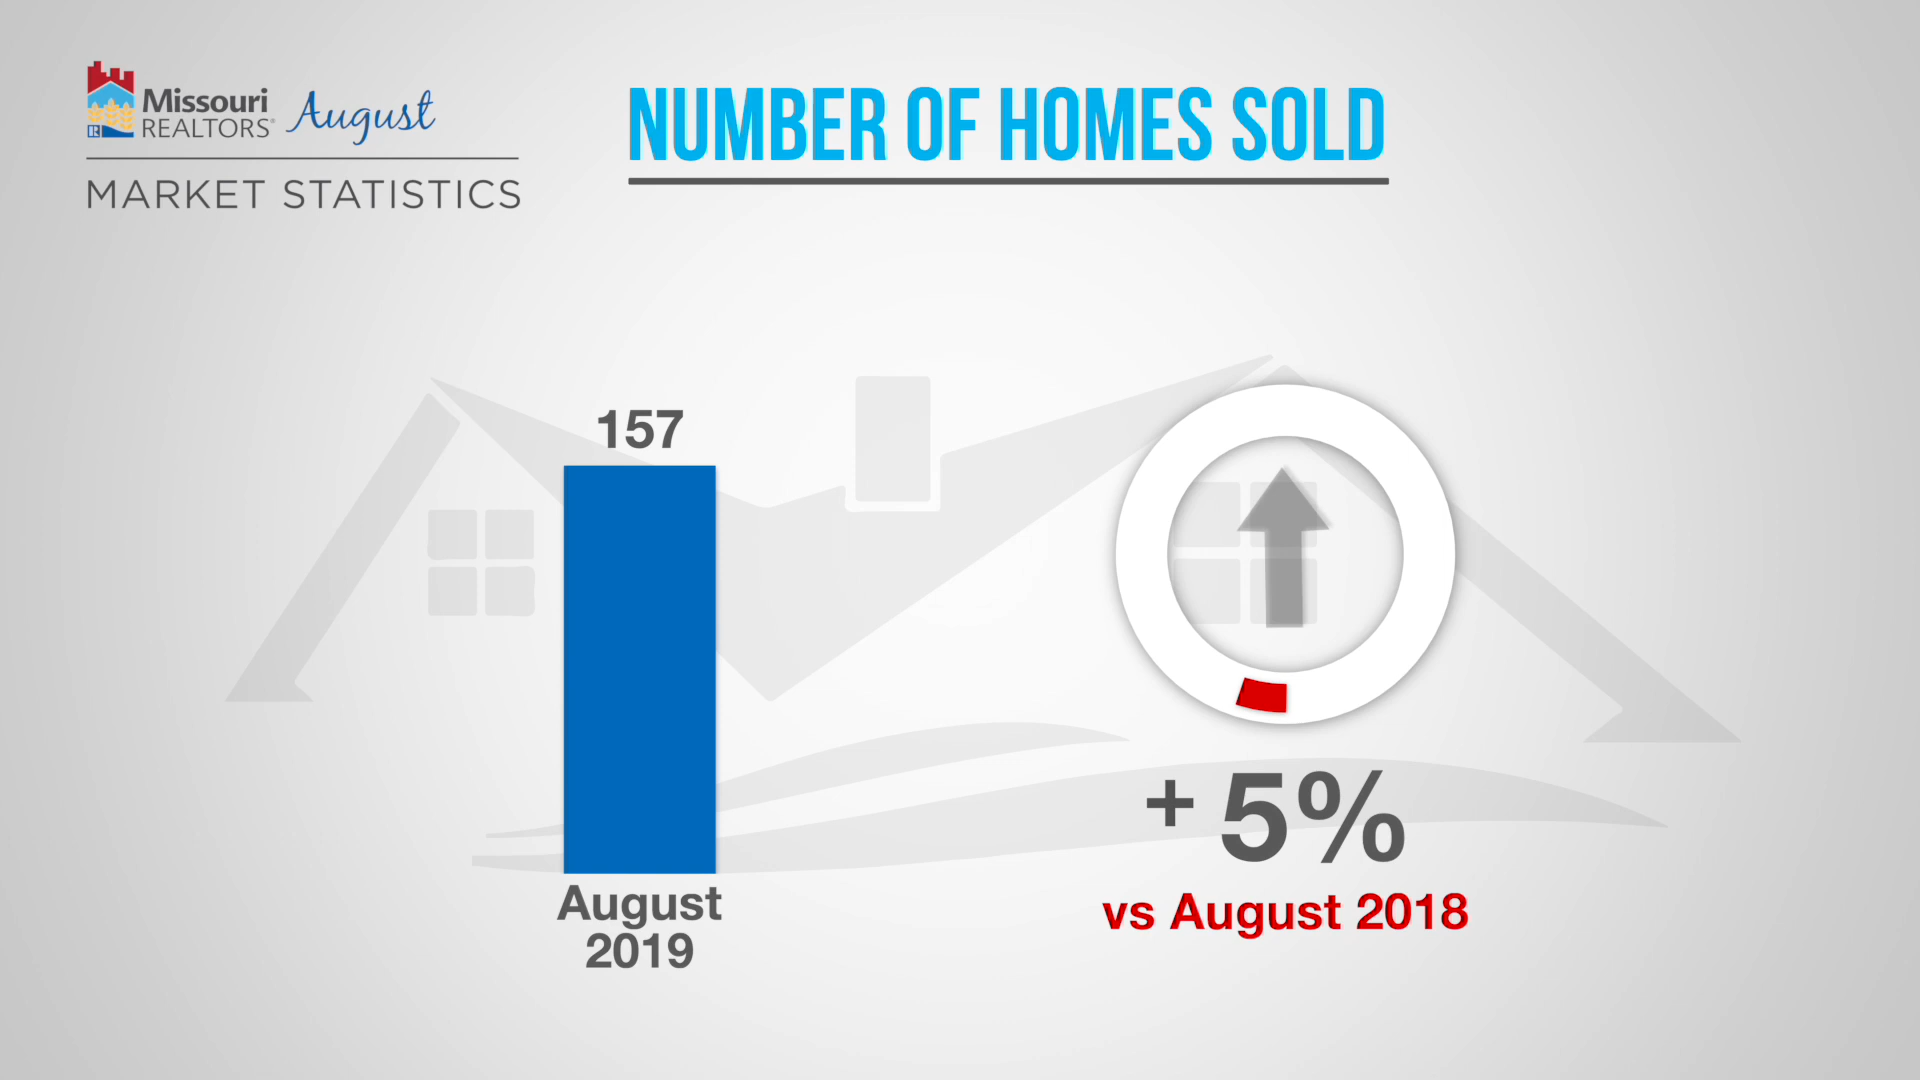 Missouri
REALTORS®
August
MARKET STATISTICS
NUMBER OF HOMES SOLD
157
August
2019
+ 5%
vs August 2018